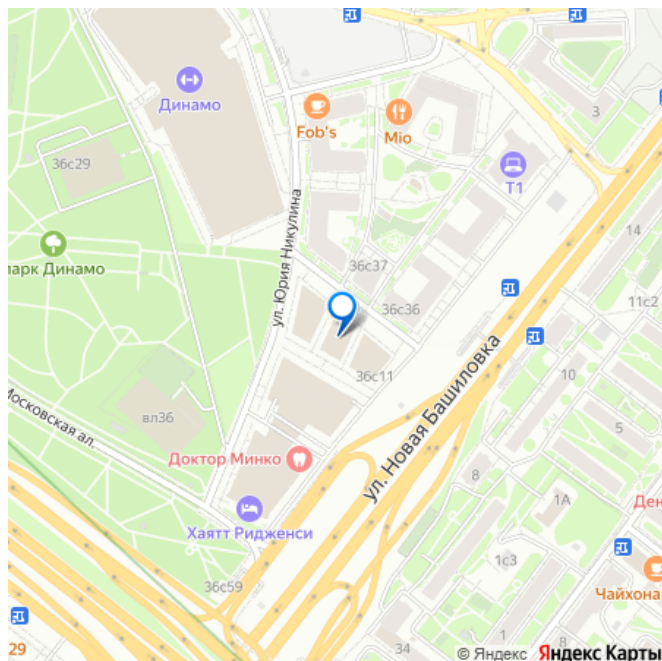 Динамо
Fob's
Mio
3
36с29
Т1
ул. Юрия Никулина
14
парк Динамо
36с37
11с2
36с36
ул. Новая Башиловка
36с11
10
Московская ал.
вл36
5
Доктор Минко
8
1А
Ден
Хаятт Ридженси
1с3
36с59
Чайхона
29
34
1
8
© Яндекс Яндекс Карты